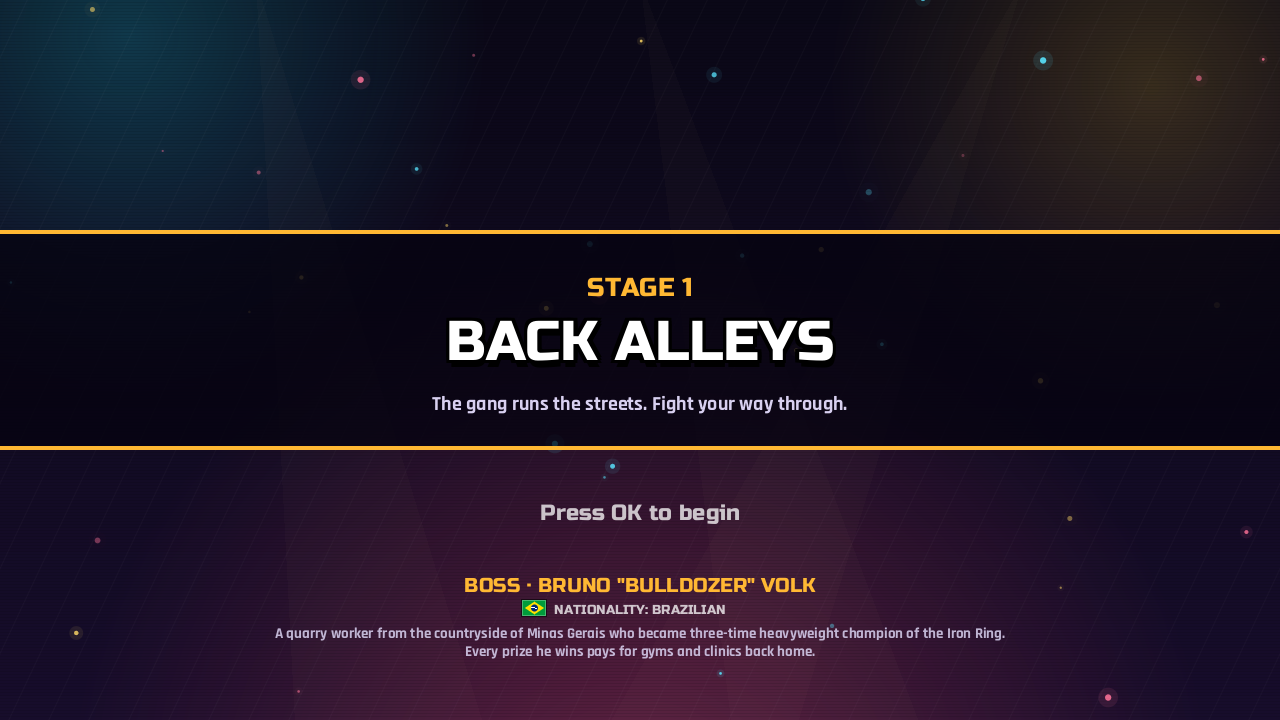 STAGE 1
BACK ALLEYS
The gang runs the streets. Fight your way through.
Press OK to begin
BOSS · BRUNO "BULLDOZER" VOLK
NATIONALITY: BRAZILIAN
A quarry worker from the countryside of Minas Gerais who became three-time heavyweight champion of the Iron Ring.
Every prize he wins pays for gyms and clinics back home.